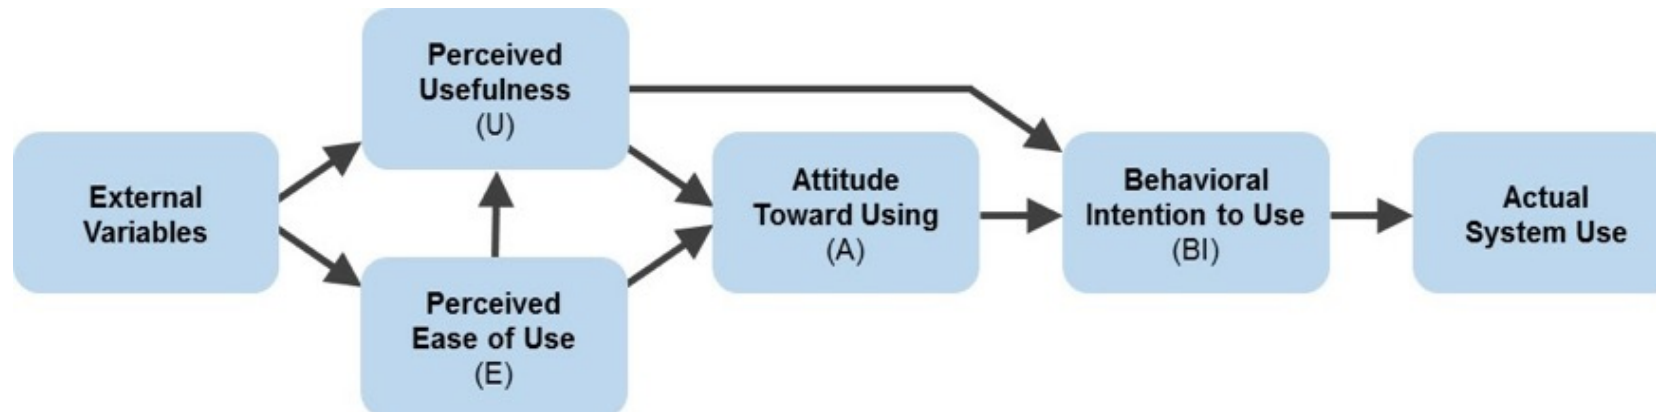 External
Variables
Perceived
Usefulness
(U)
Perceived
Ease of Use
(E)
Attitude
Toward Using
(A)
Behavioral
Intention to Use
(BI)
Actual
System Use